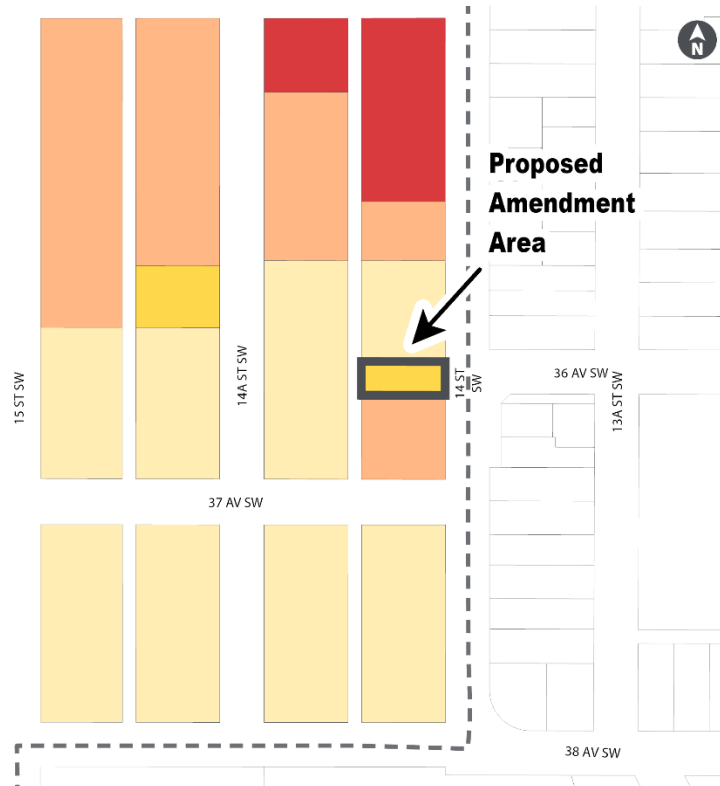 N
Proposed
Amendment
Area
15 ST SW
14A ST SW
14 ST
SW
36 AV SW
13A ST SW
37 AV SW
38 AV SW